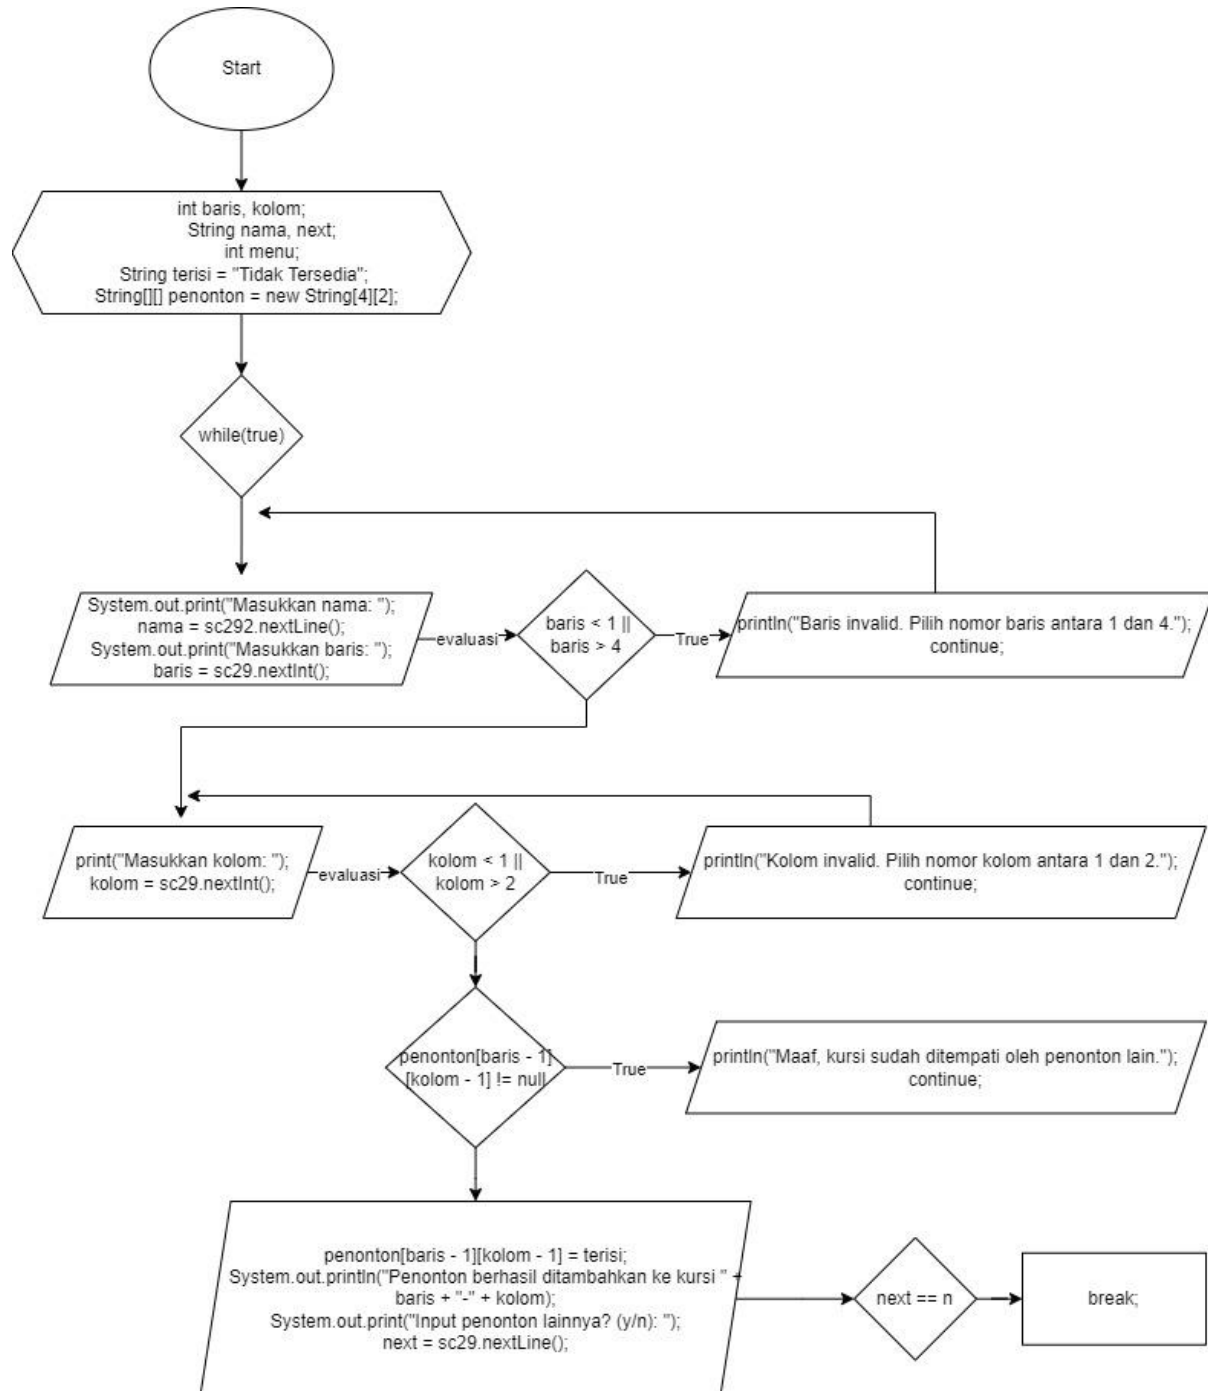 Start
int baris, kolom;
String nama, next;
int menu;
String terisi = "Tidak Tersedia";
String[][] penonton = new String[4][2];
while(true)
System.out.print("Masukkan nama: ");
nama = sc292.nextLine();
System.out.print("Masukkan baris: ");
baris = sc29.nextInt();
evaluasi
baris < 1 ||
baris > 4
True
println("Baris invalid. Pilih nomor baris antara 1 dan 4.");
continue;
print("Masukkan kolom: ");
kolom = sc29.nextInt();
evaluasi
kolom < 1 ||
kolom > 2
True
println("Kolom invalid. Pilih nomor kolom antara 1 dan 2.");
continue;
penonton[baris - 1]
[kolom - 1] != null
True
println("Maaf, kursi sudah ditempati oleh penonton lain.");
continue;
penonton[baris - 1][kolom - 1] = terisi;
System.out.println("Penonton berhasil ditambahkan ke kursi " +
baris + "-" + kolom);
System.out.print("Input penonton lainnya? (y/n): ");
next = sc29.nextLine();
next == n
break;